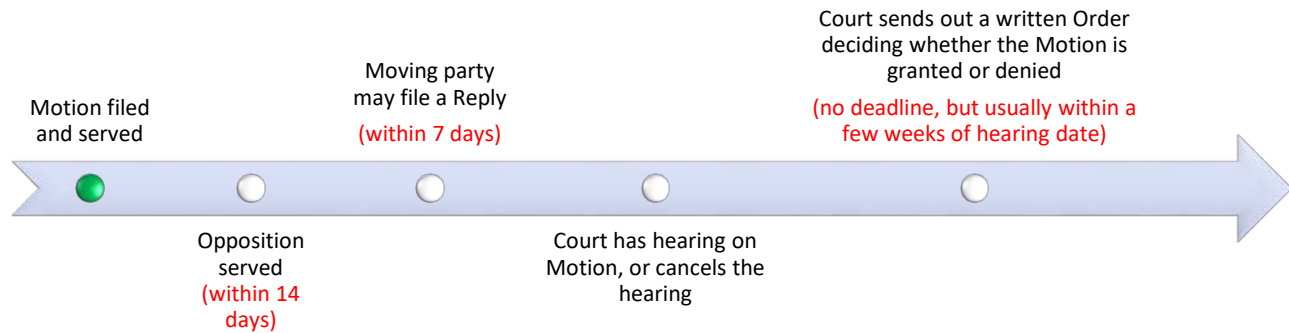 Motion filed
and served
Opposition
served
(within 14
days)
Moving party
may file a Reply
(within 7 days)
Court has hearing on
Motion, or cancels the
hearing
Court sends out a written Order
deciding whether the Motion is
granted or denied
(no deadline, but usually within a
few weeks of hearing date)